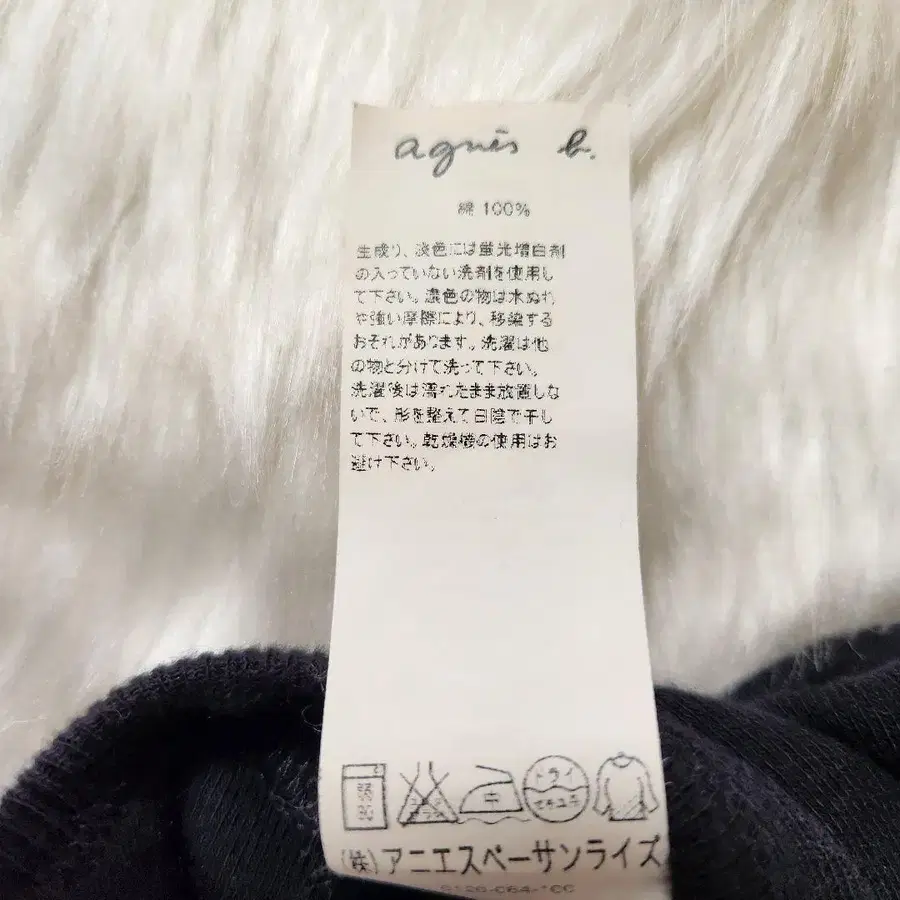 agnès b.
綿 100%
生成り、淡色には蛍光増白剤
の入っていない洗剤を使用し
て下さい。濃色の物は水ぬれ
や強い摩擦により、移染する
おそれがあります。洗濯は他
の物と分けて洗って下さい。
洗濯後は濡れたまま放置しな
いで、形を整えて日陰で干し
て下さい。乾燥機の使用はお
避け下さい。
中
ドライ
セキユ系
(株)アニエスベーサンライズ